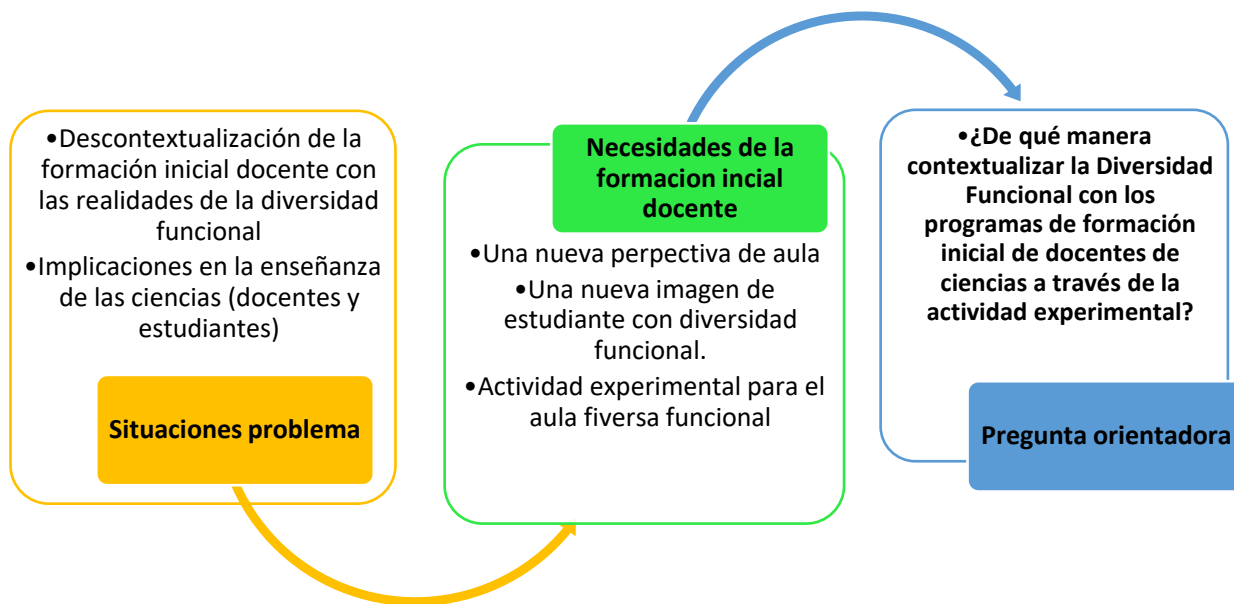 •Descontextualización de la
formación inicial docente con
las realidades de la diversidad
funcional
•Implicaciones en la enseñanza
de las ciencias (docentes y
estudiantes)
Situaciones problema
Necesidades de la
formacion incial
docente
•Una nueva perpectiva de aula
•Una nueva imagen de
estudiante con diversidad
funcional.
•Actividad experimental para el
aula fiversa funcional
•¿De qué manera
contextualizar la Diversidad
Funcional con los
programas de formación
inicial de docentes de
ciencias a través de la
actividad experimental?
Pregunta orientadora